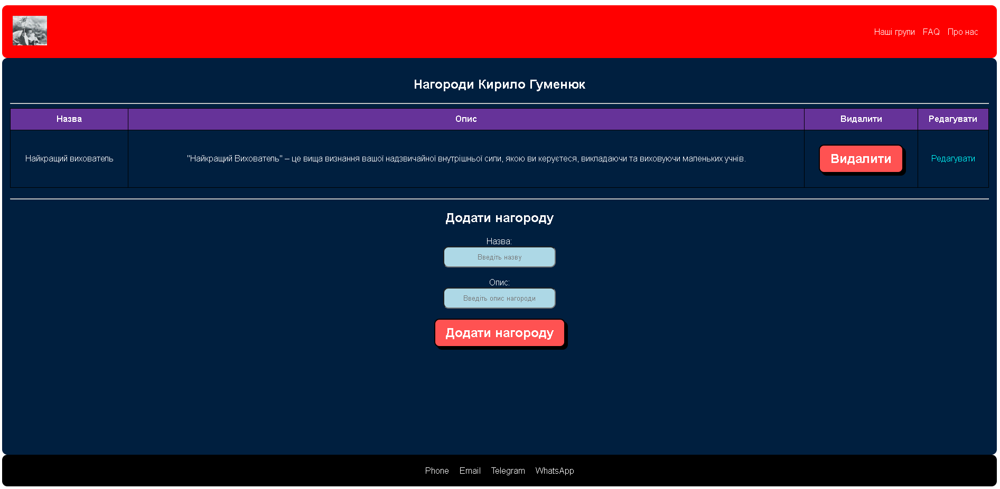 Наші групи FAQ Про нас
Нагороди Кирило Гуменюк
Назва Опис Видалити Редагувати
Найкращий вихователь "Найкращий Вихователь" – це вища визнання вашої надзвичайної внутрішньої сили, якою ви керуєтеся, викладаючи та виховуючи маленьких учнів. Видалити Редагувати
Додати нагороду
Назва:
Введіть назву
Опис:
Введіть опис нагороди
Додати нагороду
Phone Email Telegram WhatsApp